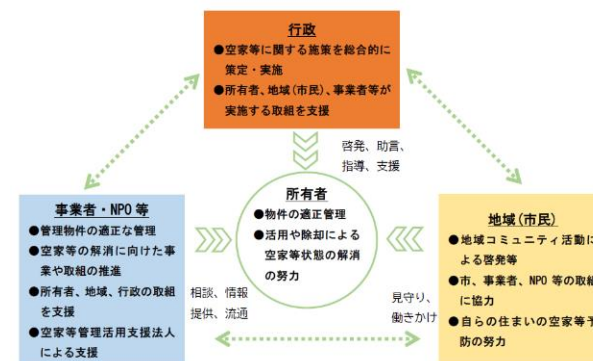 行政
●空家等に関する施策を総合的に
策定・実施
●所有者、地域(市民)、事業者等が
実施する取組を支援
啓発、助言、
指導、支援
所有者
●物件の適正管理
●活用や除却による
空家等状態の解消
の努力
事業者・NPO 等
●管理物件の適正な管理
●空家等の解消に向けた事
業や取組の推進
●所有者、地域、行政の取組
を支援
●空家等管理活用支援法人
による支援
相談、情報
提供、流通
見守り、
働きかけ
地域(市民)
●地域コミュニティ活動に
よる啓発等
●市、事業者、NPO 等の取組
に協力
●自らの住まいの空家等予
防の努力